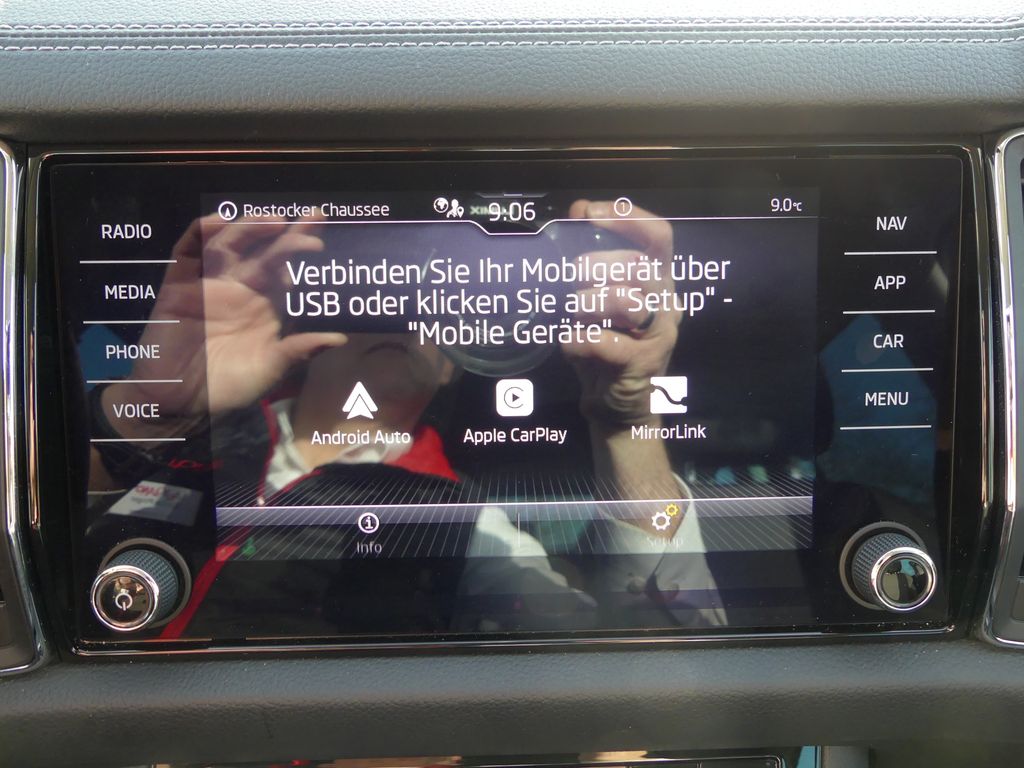 Rostocker Chaussee
9:06
1
9.0°C
RADIO
MEDIA
PHONE
VOICE
Verbinden Sie Ihr Mobilgerät über
USB oder klicken Sie auf "Setup" -
"Mobile Geräte".
Android Auto
Apple CarPlay
MirrorLink
Info
Setup
NAV
APP
CAR
MENU